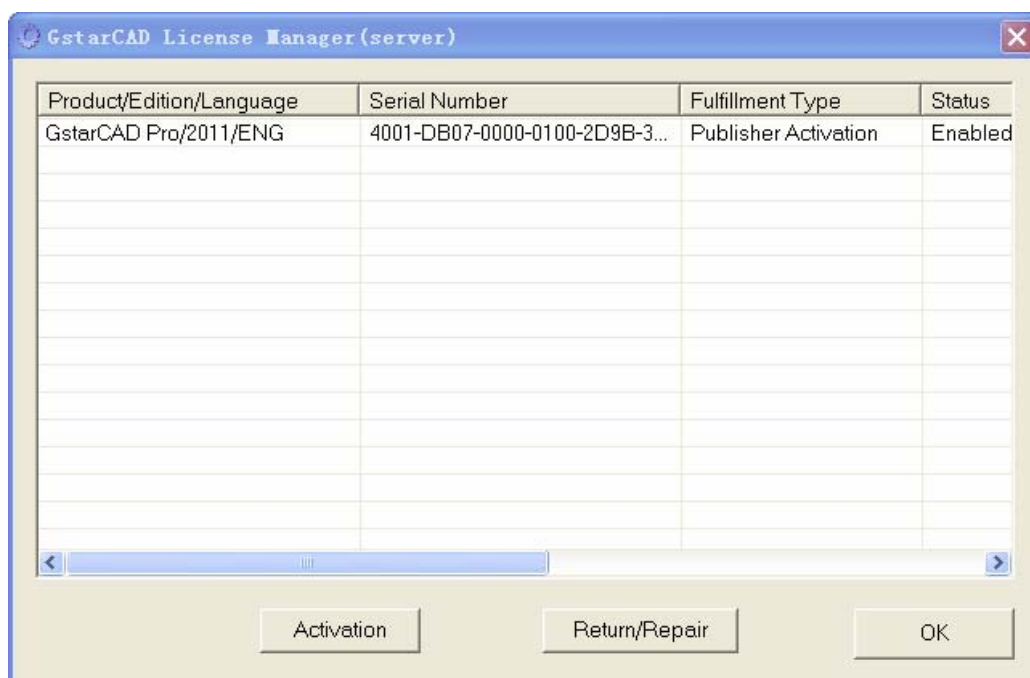 GstarCAD License Manager(server)
Product/Edition/Language Serial Number Fulfillment Type Status
GstarCAD Pro/2011/ENG 4001-DB07-0000-0100-2D9B-3... Publisher Activation Enabled
Activation Return/Repair OK